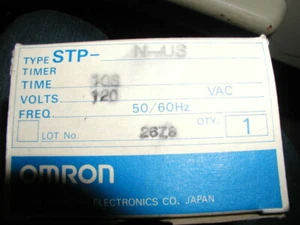 TYPE STP- N-US
TIMER
TIME 10S
VOLTS 120 VAC
FREQ. 50/60Hz
LOT No. 2678 QTY. 1
OMRON
ELECTRONICS CO. JAPAN